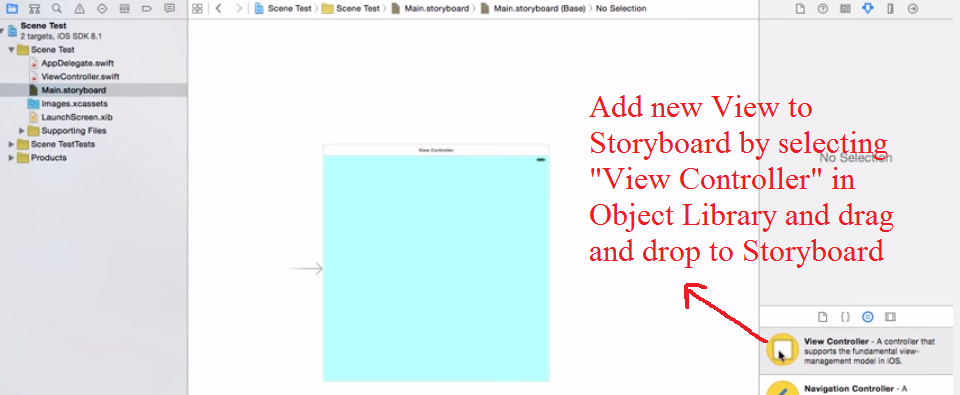 Scene Test
Scene Test
Main.storyboard
Main.storyboard (Base)
No Selection
Scene Test
2 targets, iOS SDK 8.1
Scene Test
AppDelegate.swift
ViewController.swift
Main.storyboard
Images.xcassets
LaunchScreen.xib
Supporting Files
Scene TestTests
Products
View Controller
Add new View to
Storyboard by selecting
"View Controller" in
Object Library and drag
and drop to Storyboard
No Selection
View Controller - A controller that
supports the fundamental view-
management model in iOS.
Navigation Controller - A